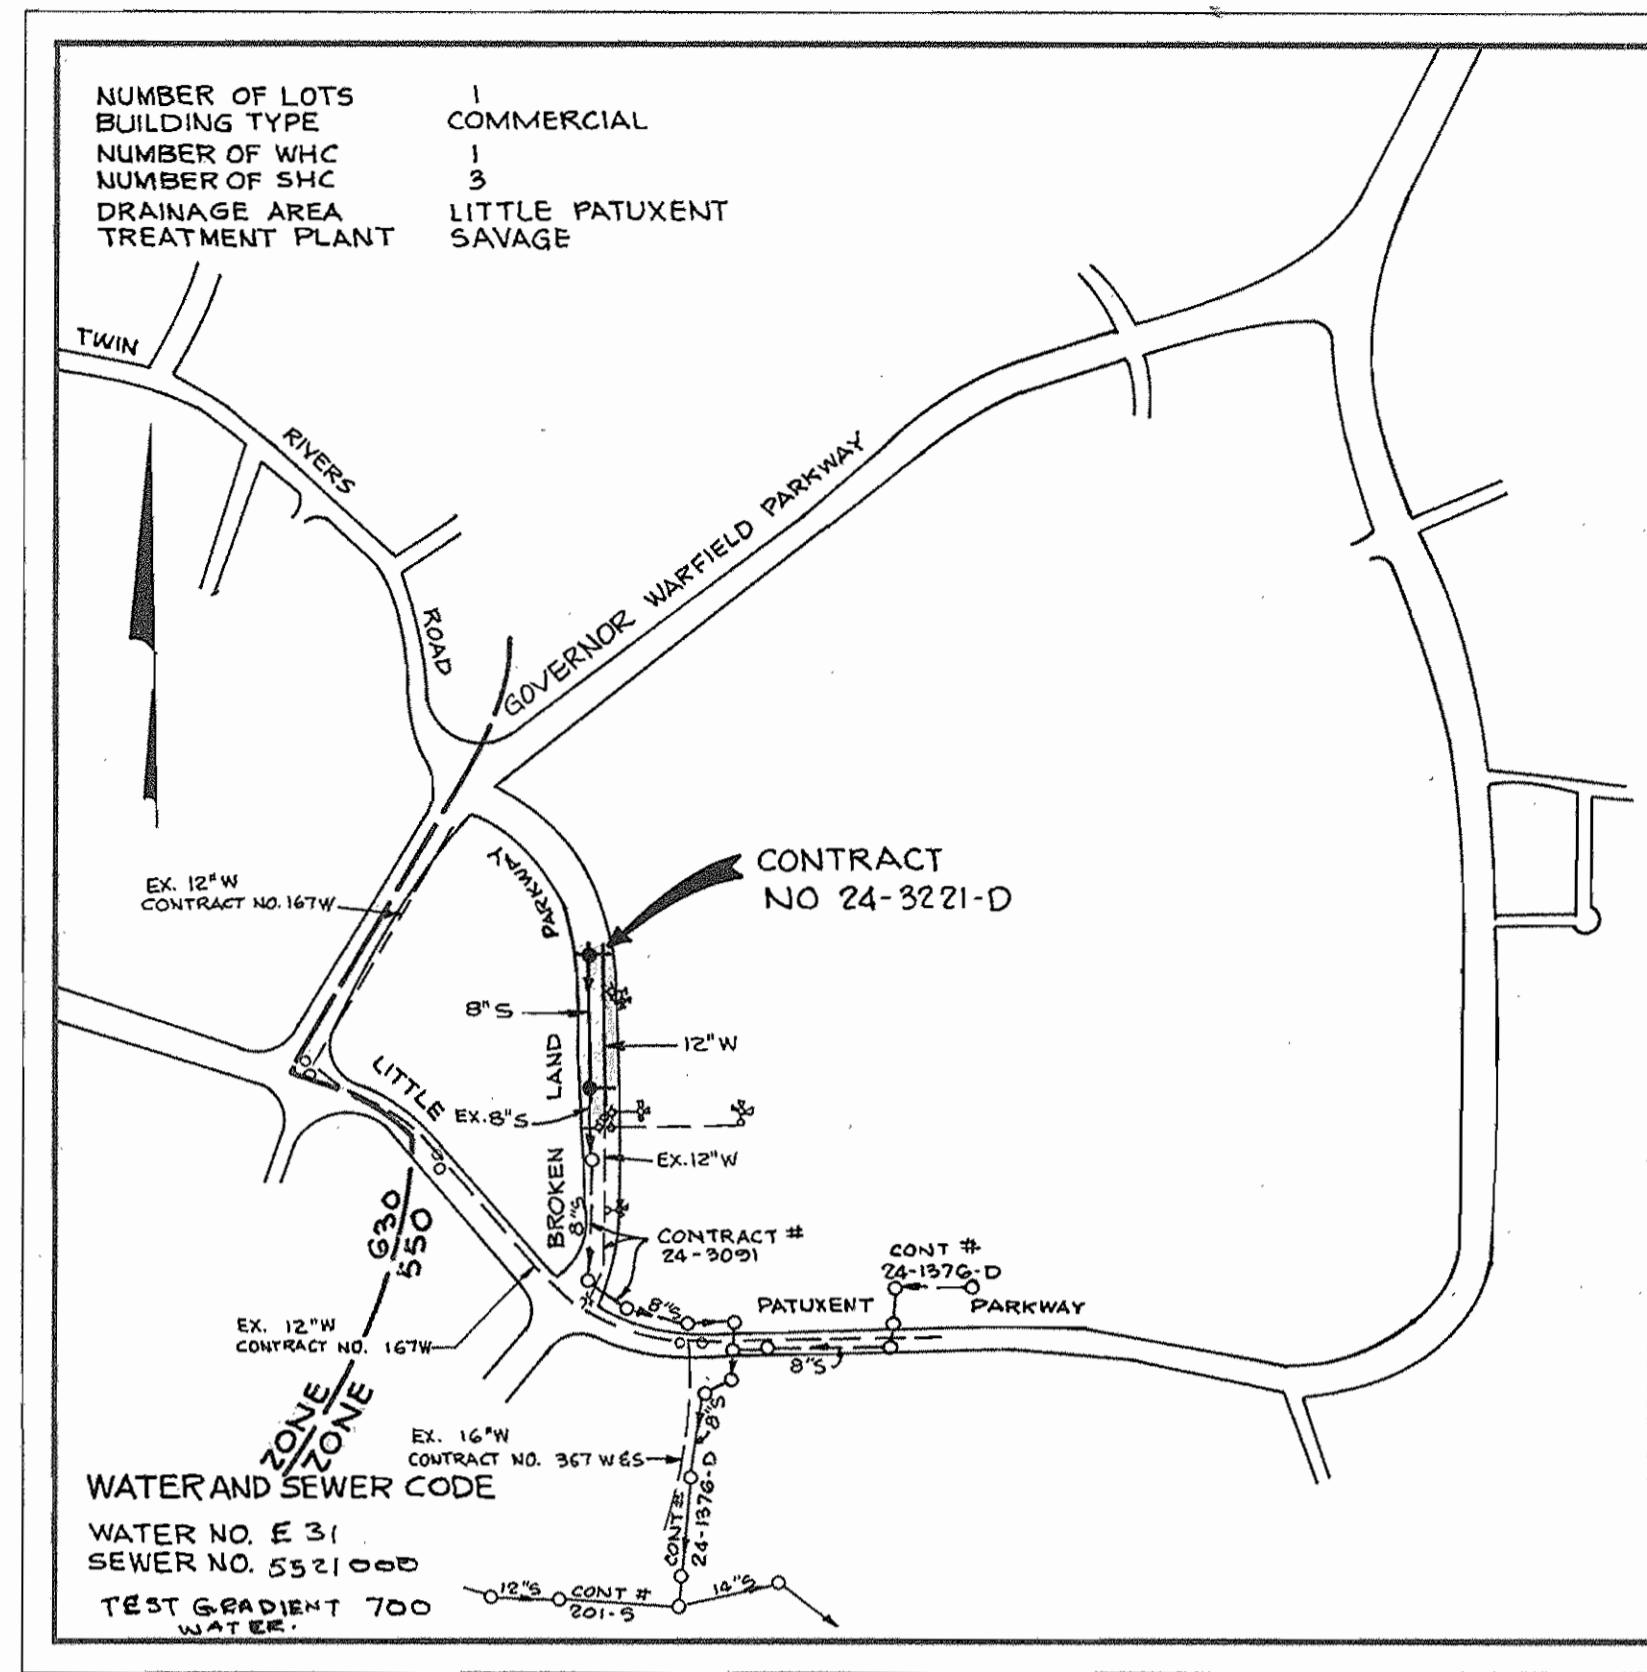 NUMBER OF LOTS 1
BUILDING TYPE COMMERCIAL
NUMBER OF WHC 1
NUMBER OF SHC 3
DRAINAGE AREA LITTLE PATUXENT
TREATMENT PLANT SAVAGE
TWIN
RIVERS
ROAD
GOVERNOR WARFIELD PARKWAY
PARKWAY
CONTRACT
NO 24-3221-D
EX. 12"W
CONTRACT NO. 167W
8"S
12"W
LAND
LITTLE
EX. 8"S
EX. 12"W
BROKEN
8"S
630
550
CONTRACT #
24-3091
CONT #
24-1376-D
8"S
PATUXENT
PARKWAY
EX. 12"W
CONTRACT NO. 167W
8"S
ZONE
ZONE
8"S
EX. 16"W
CONTRACT NO. 367 W&S
CONT #
24-1376-D
WATER AND SEWER CODE
WATER NO. E 31
SEWER NO. 5521000
TEST GRADIENT 700
WATER.
12"S
CONT #
201-S
14"S